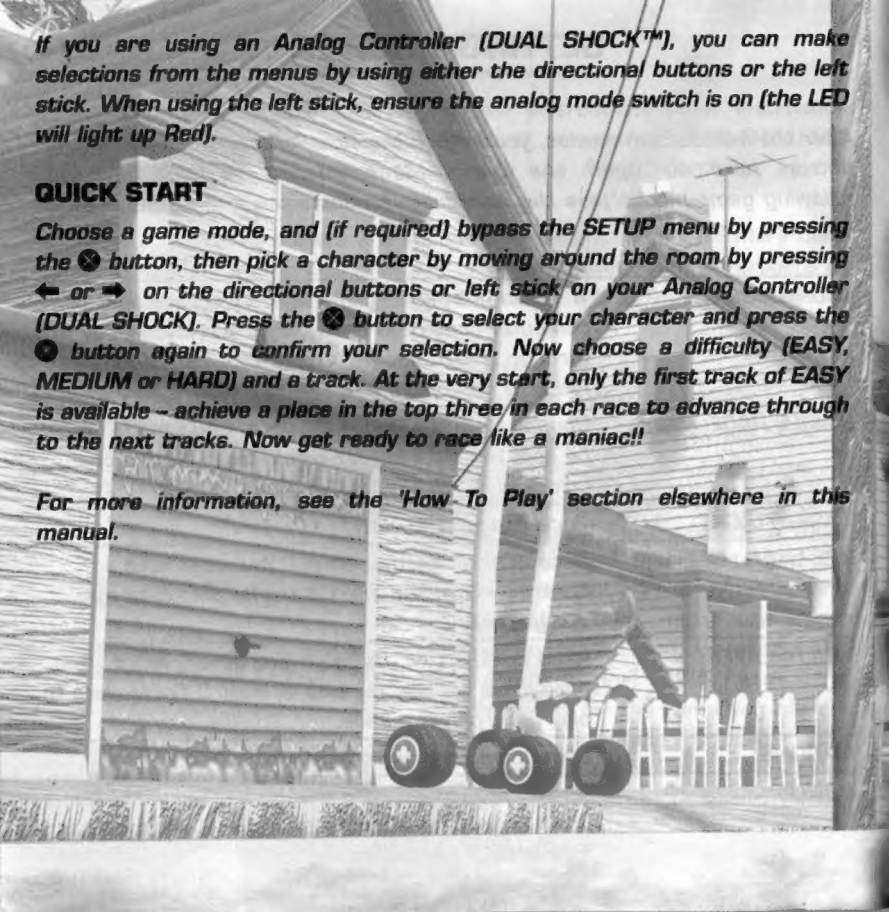 If you are using an Analog Controller (DUAL SHOCK™), you can make
selections from the menus by using either the directional buttons or the left
stick. When using the left stick, ensure the analog mode switch is on (the LED
will light up Red).
QUICK START
Choose a game mode, and (if required) bypass the SETUP menu by pressing
the ⊗ button, then pick a character by moving around the room by pressing
← or → on the directional buttons or left stick on your Analog Controller
(DUAL SHOCK). Press the ⊗ button to select your character and press the
⊗ button again to confirm your selection. Now choose a difficulty (EASY,
MEDIUM or HARD) and a track. At the very start, only the first track of EASY
is available – achieve a place in the top three in each race to advance through
to the next tracks. Now get ready to race like a maniac!!
For more information, see the 'How To Play' section elsewhere in this
manual.